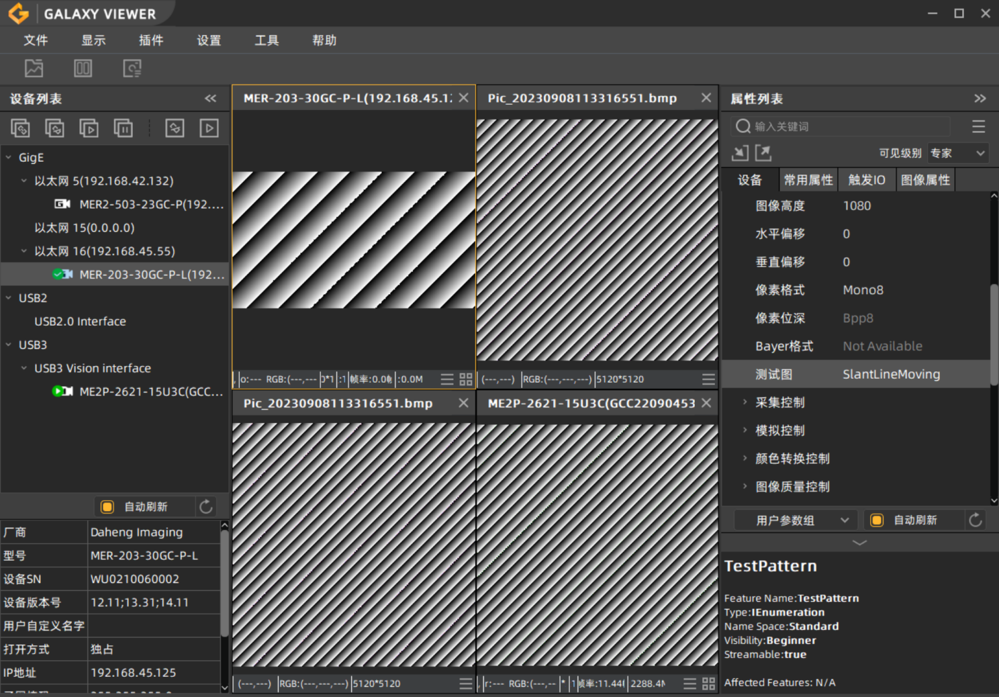 GALAXY VIEWER
文件 显示 插件 设置 工具 帮助
设备列表
GigE
以太网 5(192.168.42.132)
MER2-503-23GC-P(192....
以太网 15(0.0.0.0)
以太网 16(192.168.45.55)
MER-203-30GC-P-L(192...
USB2
USB2.0 Interface
USB3
USB3 Vision interface
ME2P-2621-15U3C(GCC...
自动刷新
厂商 Daheng Imaging
型号 MER-203-30GC-P-L
设备SN WU0210060002
设备版本号 12.11;13.31;14.11
用户自定义名字
打开方式 独占
IP地址 192.168.45.125
MER-203-30GC-P-L(192.168.45.1
o:--- RGB:(---,--- 帧率:0.0 :0.0M
Pic_20230908113316551.bmp
(---,---) RGB:(---,---,---) 5120*5120
Pic_20230908113316551.bmp
(---,---) RGB:(---,---,---) 5120*5120
ME2P-2621-15U3C(GCC22090453
r:--- RGB:(---,-- * 1 帧率:11.44 2288.4
属性列表
输入关键词
可见级别 专家
设备 常用属性 触发IO 图像属性
图像高度 1080
水平偏移 0
垂直偏移 0
像素格式 Mono8
像素位深 Bpp8
Bayer格式 Not Available
测试图 SlantLineMoving
采集控制
模拟控制
颜色转换控制
图像质量控制
用户参数组 自动刷新
TestPattern
Feature Name:TestPattern
Type:IEnumeration
Name Space:Standard
Visibility:Beginner
Streamable:true
Affected Features: N/A